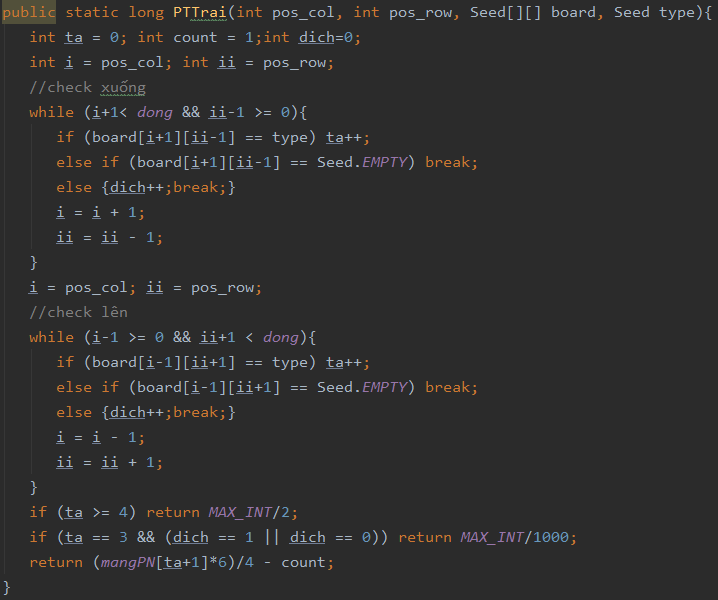 public static long PTTrai(int pos_col, int pos_row, Seed[][] board, Seed type){
int ta = 0; int count = 1;int dich=0;
int i = pos_col; int ii = pos_row;
//check xuống
while (i+1< dong && ii-1 >= 0){
if (board[i+1][ii-1] == type) ta++;
else if (board[i+1][ii-1] == Seed.EMPTY) break;
else {dich++;break;}
i = i + 1;
ii = ii - 1;
}
i = pos_col; ii = pos_row;
//check lên
while (i-1 >= 0 && ii+1 < dong){
if (board[i-1][ii+1] == type) ta++;
else if (board[i-1][ii+1] == Seed.EMPTY) break;
else {dich++;break;}
i = i - 1;
ii = ii + 1;
}
if (ta >= 4) return MAX_INT/2;
if (ta == 3 && (dich == 1 || dich == 0)) return MAX_INT/1000;
return (mangPN[ta+1]*6)/4 - count;
}